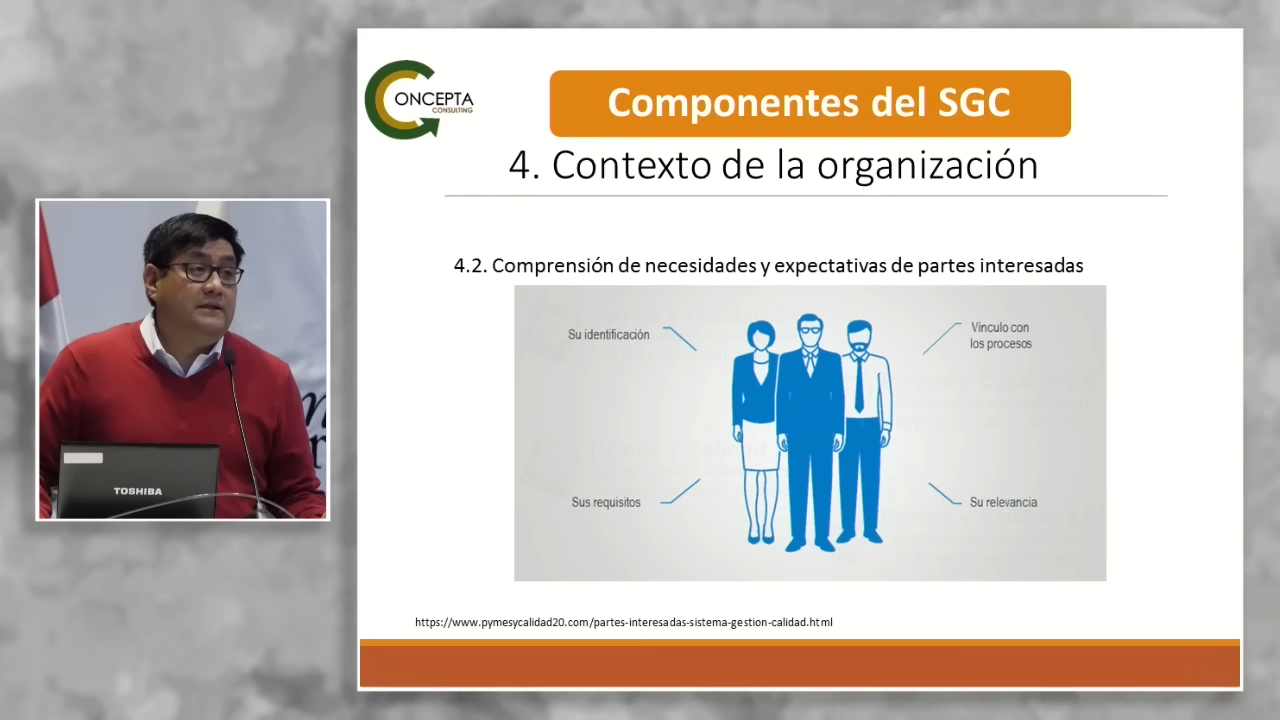 ONCEPTA
CONSULTING
Componentes del SGC
4. Contexto de la organización
4.2. Comprensión de necesidades y expectativas de partes interesadas
Su identificación
Vínculo con
los procesos
Sus requisitos
Su relevancia
https://www.pymesycalidad20.com/partes-interesadas-sistema-gestion-calidad.html
TOSHIBA